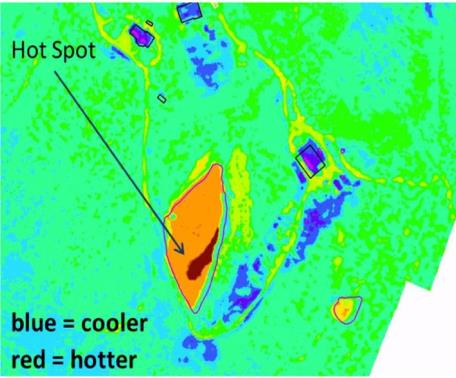 Hot Spot
blue = cooler
red = hotter